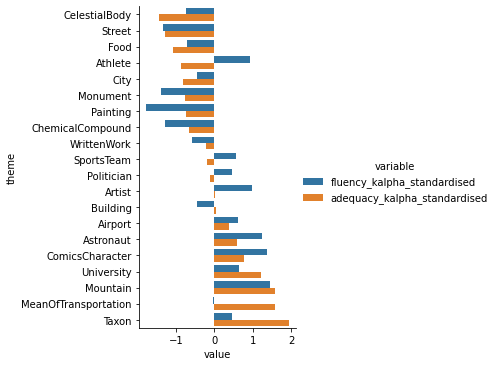 CelestialBody
Street
Food
Athlete
City
Monument
Painting
ChemicalCompound
WrittenWork
SportsTeam
Politician
Artist
Building
Airport
Astronaut
ComicsCharacter
University
Mountain
MeanOfTransportation
Taxon
theme
−1 0 1 2
value
variable
fluency_kalpha_standardised
adequacy_kalpha_standardised